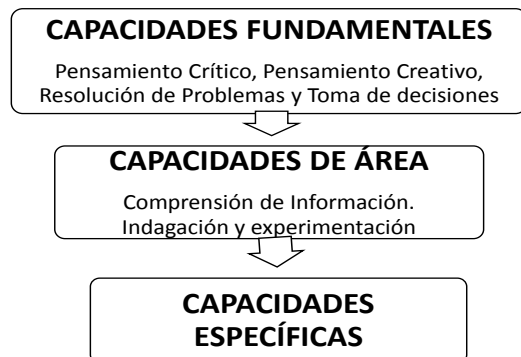 CAPACIDADES FUNDAMENTALES
Pensamiento Crítico, Pensamiento Creativo,
Resolución de Problemas y Toma de decisiones
CAPACIDADES DE ÁREA
Comprensión de Información.
Indagación y experimentación
CAPACIDADES
ESPECÍFICAS